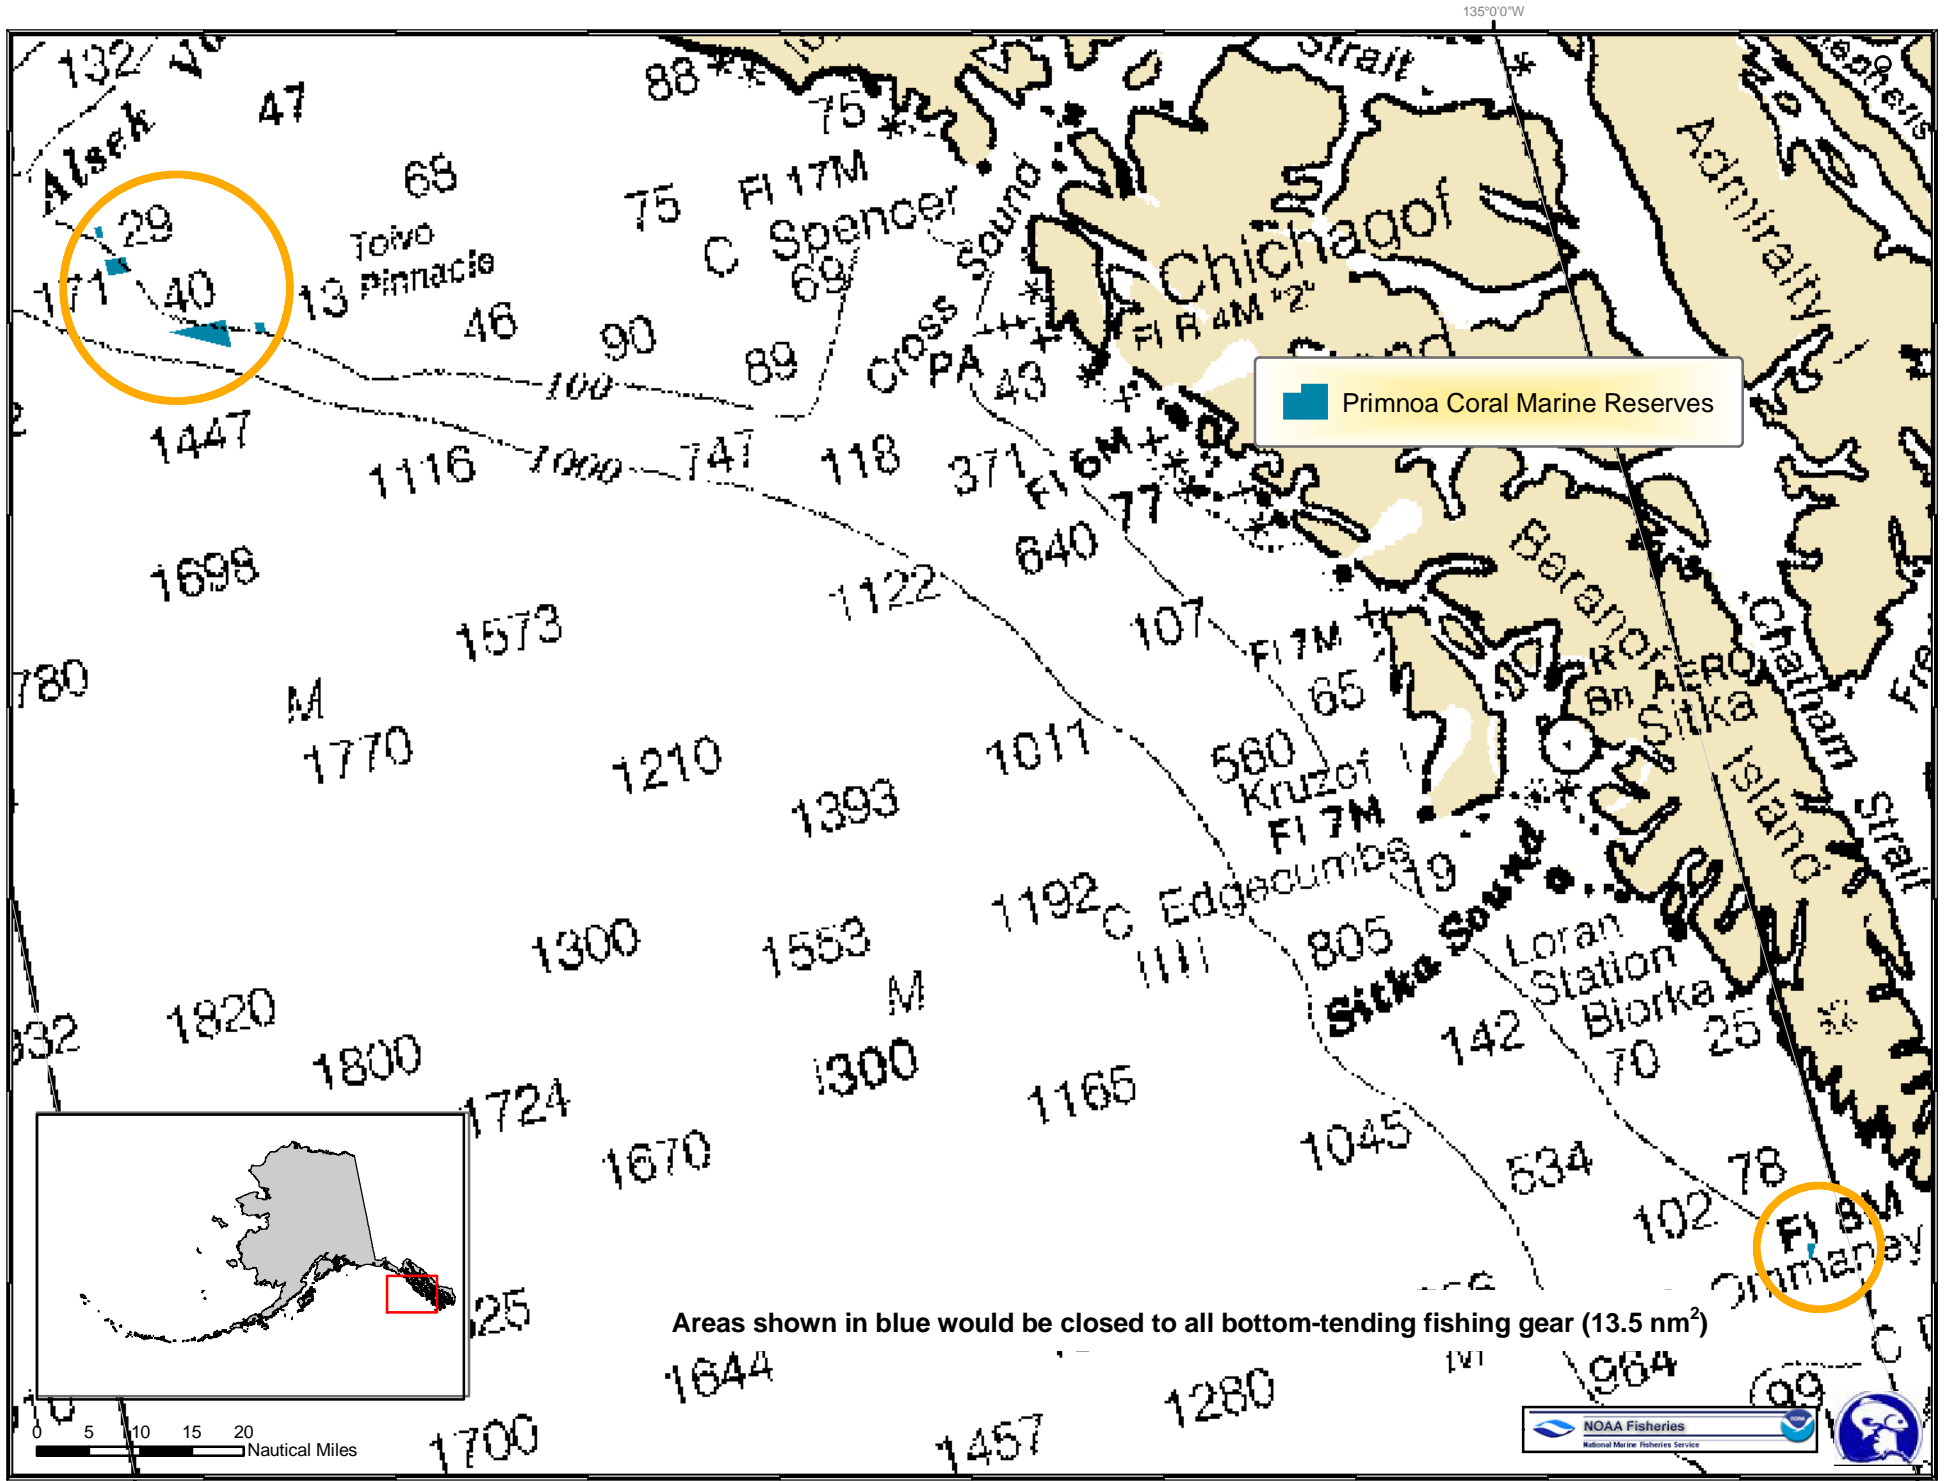 135°0'0"W
132
Alsek
47
88
75
Strait
Admirality
68
75
Fl 17M
C Spencer
69
Cross Sound
29
171
40
13
Toivo
Pinnacle
46
90
89
PA
43
Chichagof
Fl R 4M "2"
Primnoa Coral Marine Reserves
100
1000
1447
1116
747
118
371
Fl 6M
77
640
1698
1573
1122
107
Fl 7M
65
Baranof
Island
R
Bn AERO
Sitka
Chatham
Strait
780
M
1770
1210
1393
1011
560
Kruzof I
Fl 7M
C Edgecumbe
19
1192
1300
1553
M
805
Sitka Sound
Loran
Station
Biorka
142
70
25
1820
1800
1724
1300
1165
1045
534
78
102
Fl 8M
Ommaney
1670
Areas shown in blue would be closed to all bottom-tending fishing gear (13.5 nm²)
25
1644
1280
964
99
C
0 5 10 15 20
Nautical Miles
1700
1457
NOAA Fisheries
National Marine Fisheries Service